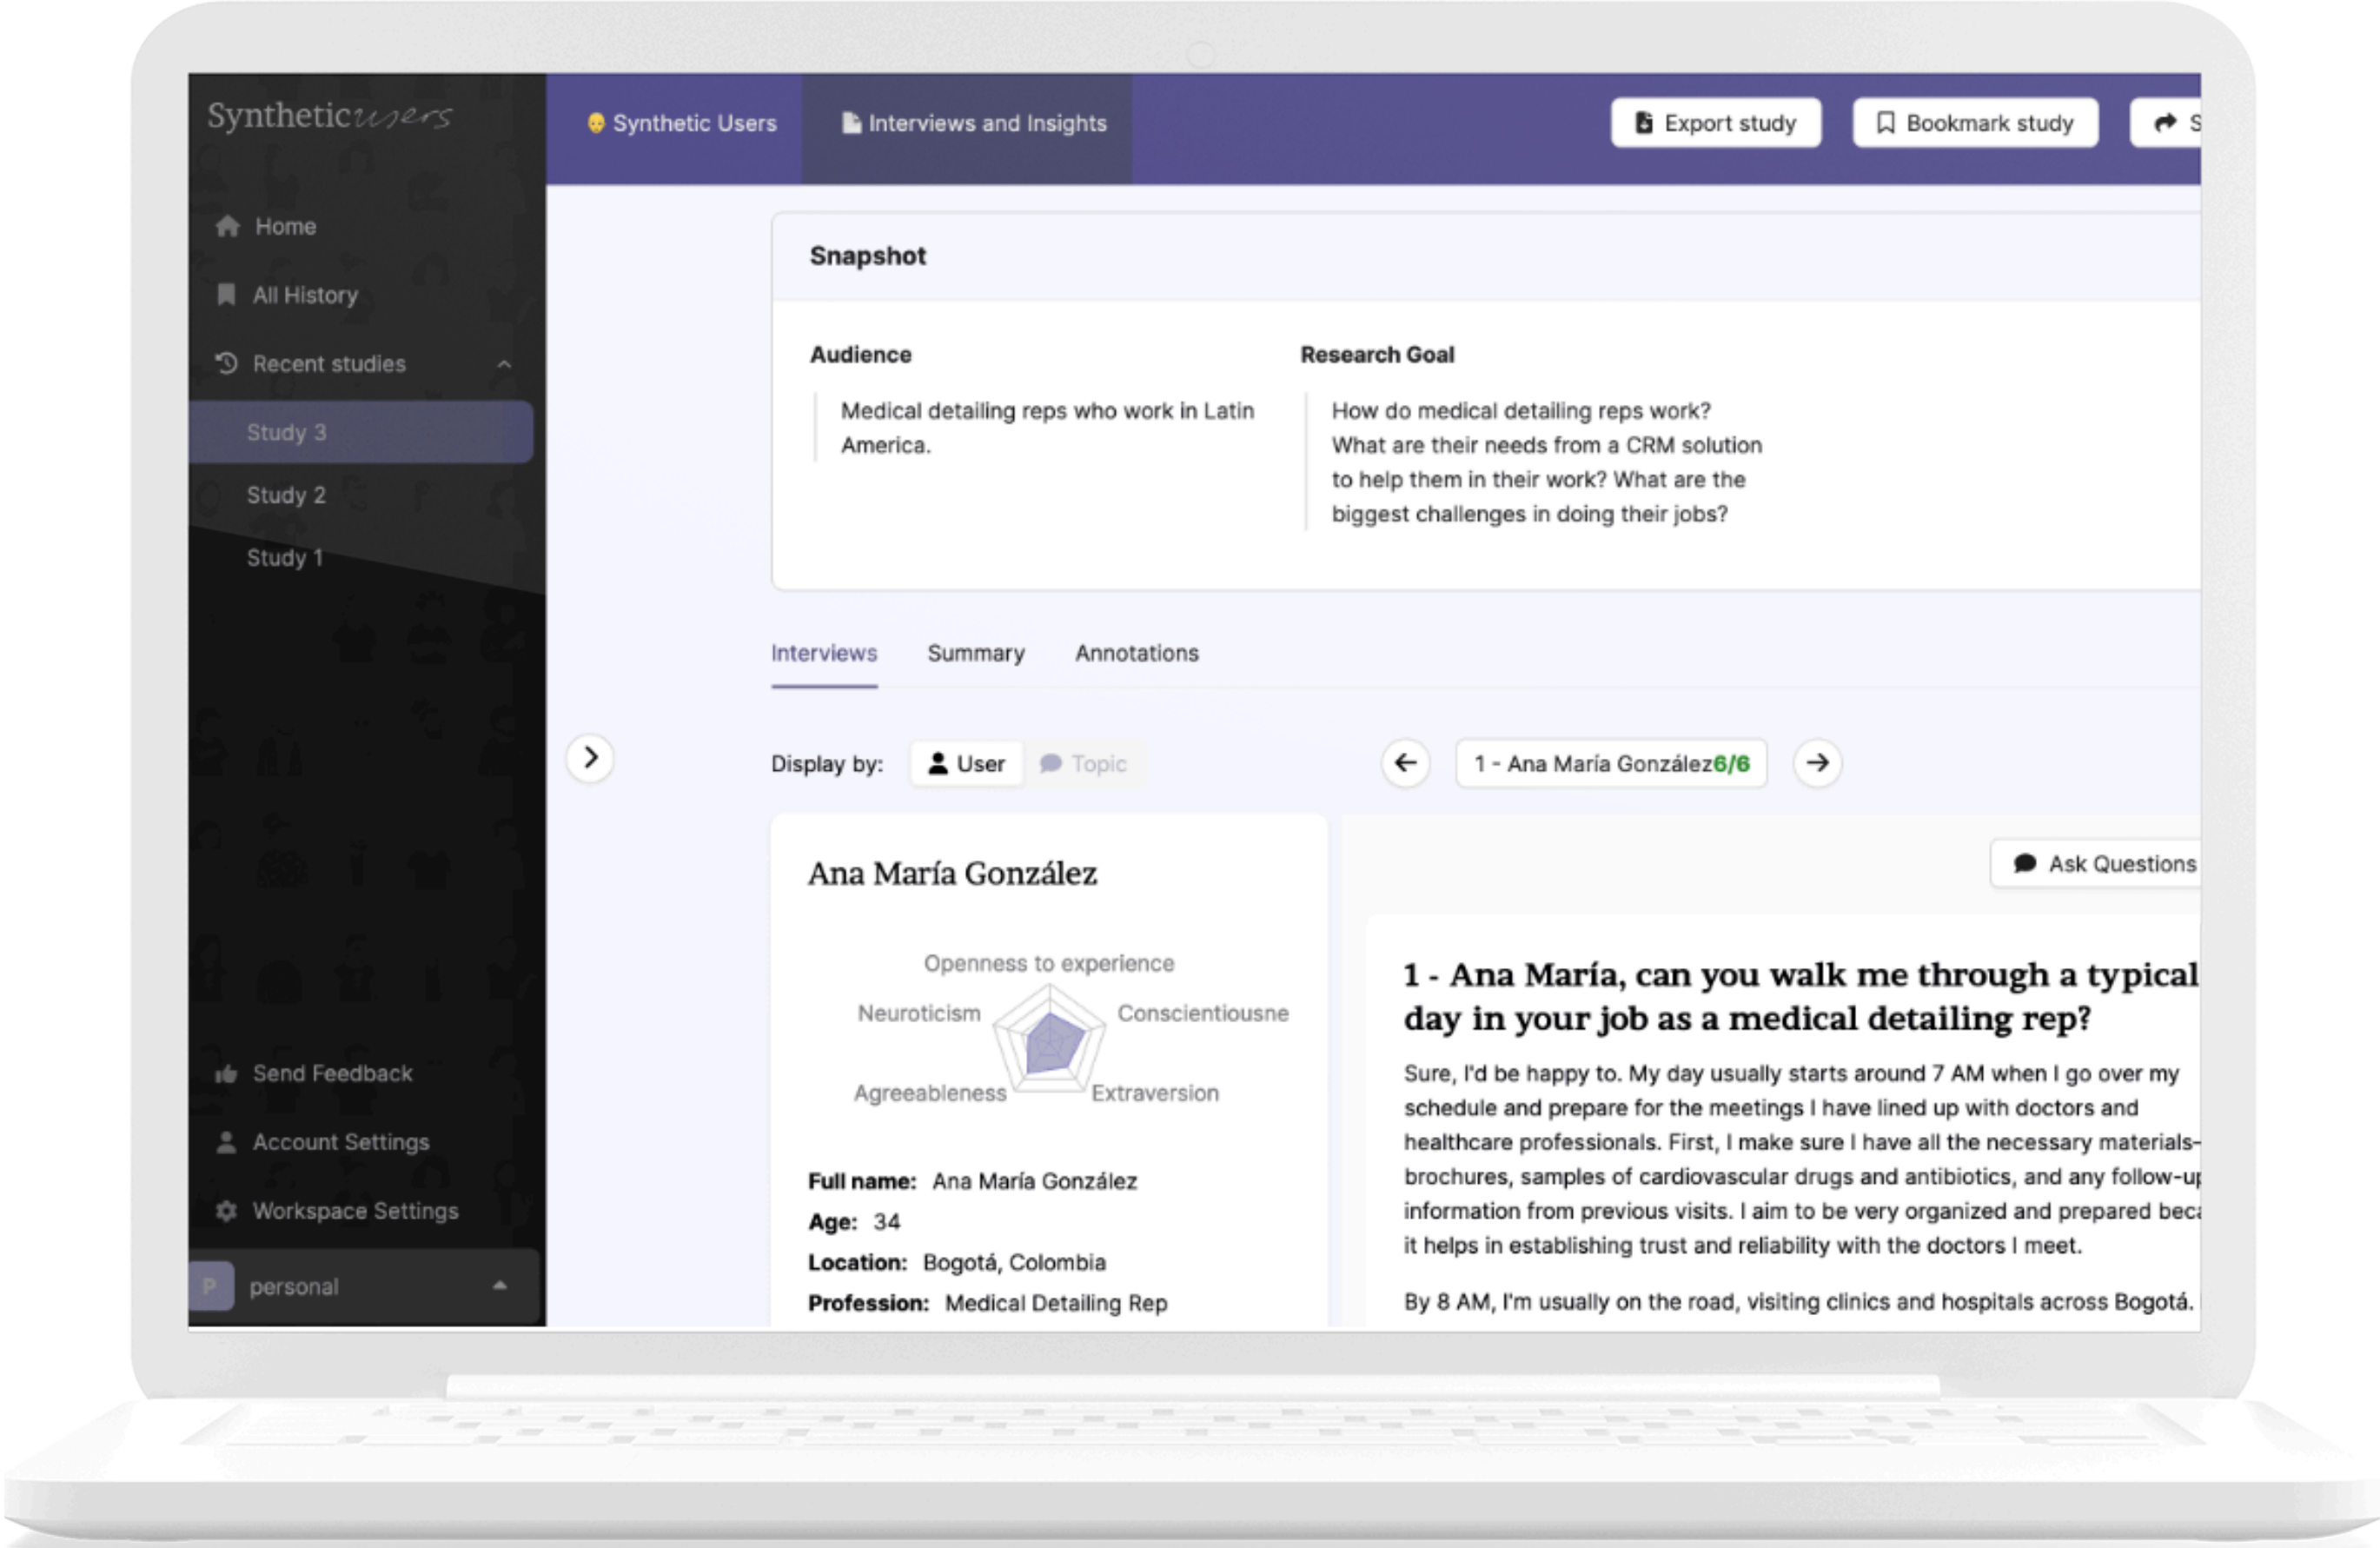 Syntheticusers
Home
All History
Recent studies
Study 3
Study 2
Study 1
Send Feedback
Account Settings
Workspace Settings
P personal
Synthetic Users
Interviews and Insights
Export study
Bookmark study
S
Snapshot
Audience
Medical detailing reps who work in Latin
America.
Research Goal
How do medical detailing reps work?
What are their needs from a CRM solution
to help them in their work? What are the
biggest challenges in doing their jobs?
Interviews Summary Annotations
Display by: User Topic
1 - Ana María González6/6
Ana María González
Openness to experience
Neuroticism
Conscientiousne
Agreeableness
Extraversion
Full name: Ana María González
Age: 34
Location: Bogotá, Colombia
Profession: Medical Detailing Rep
Ask Questions
1 - Ana María, can you walk me through a typical
day in your job as a medical detailing rep?
Sure, I'd be happy to. My day usually starts around 7 AM when I go over my
schedule and prepare for the meetings I have lined up with doctors and
healthcare professionals. First, I make sure I have all the necessary materials–
brochures, samples of cardiovascular drugs and antibiotics, and any follow-up
information from previous visits. I aim to be very organized and prepared beca
it helps in establishing trust and reliability with the doctors I meet.
By 8 AM, I'm usually on the road, visiting clinics and hospitals across Bogotá.